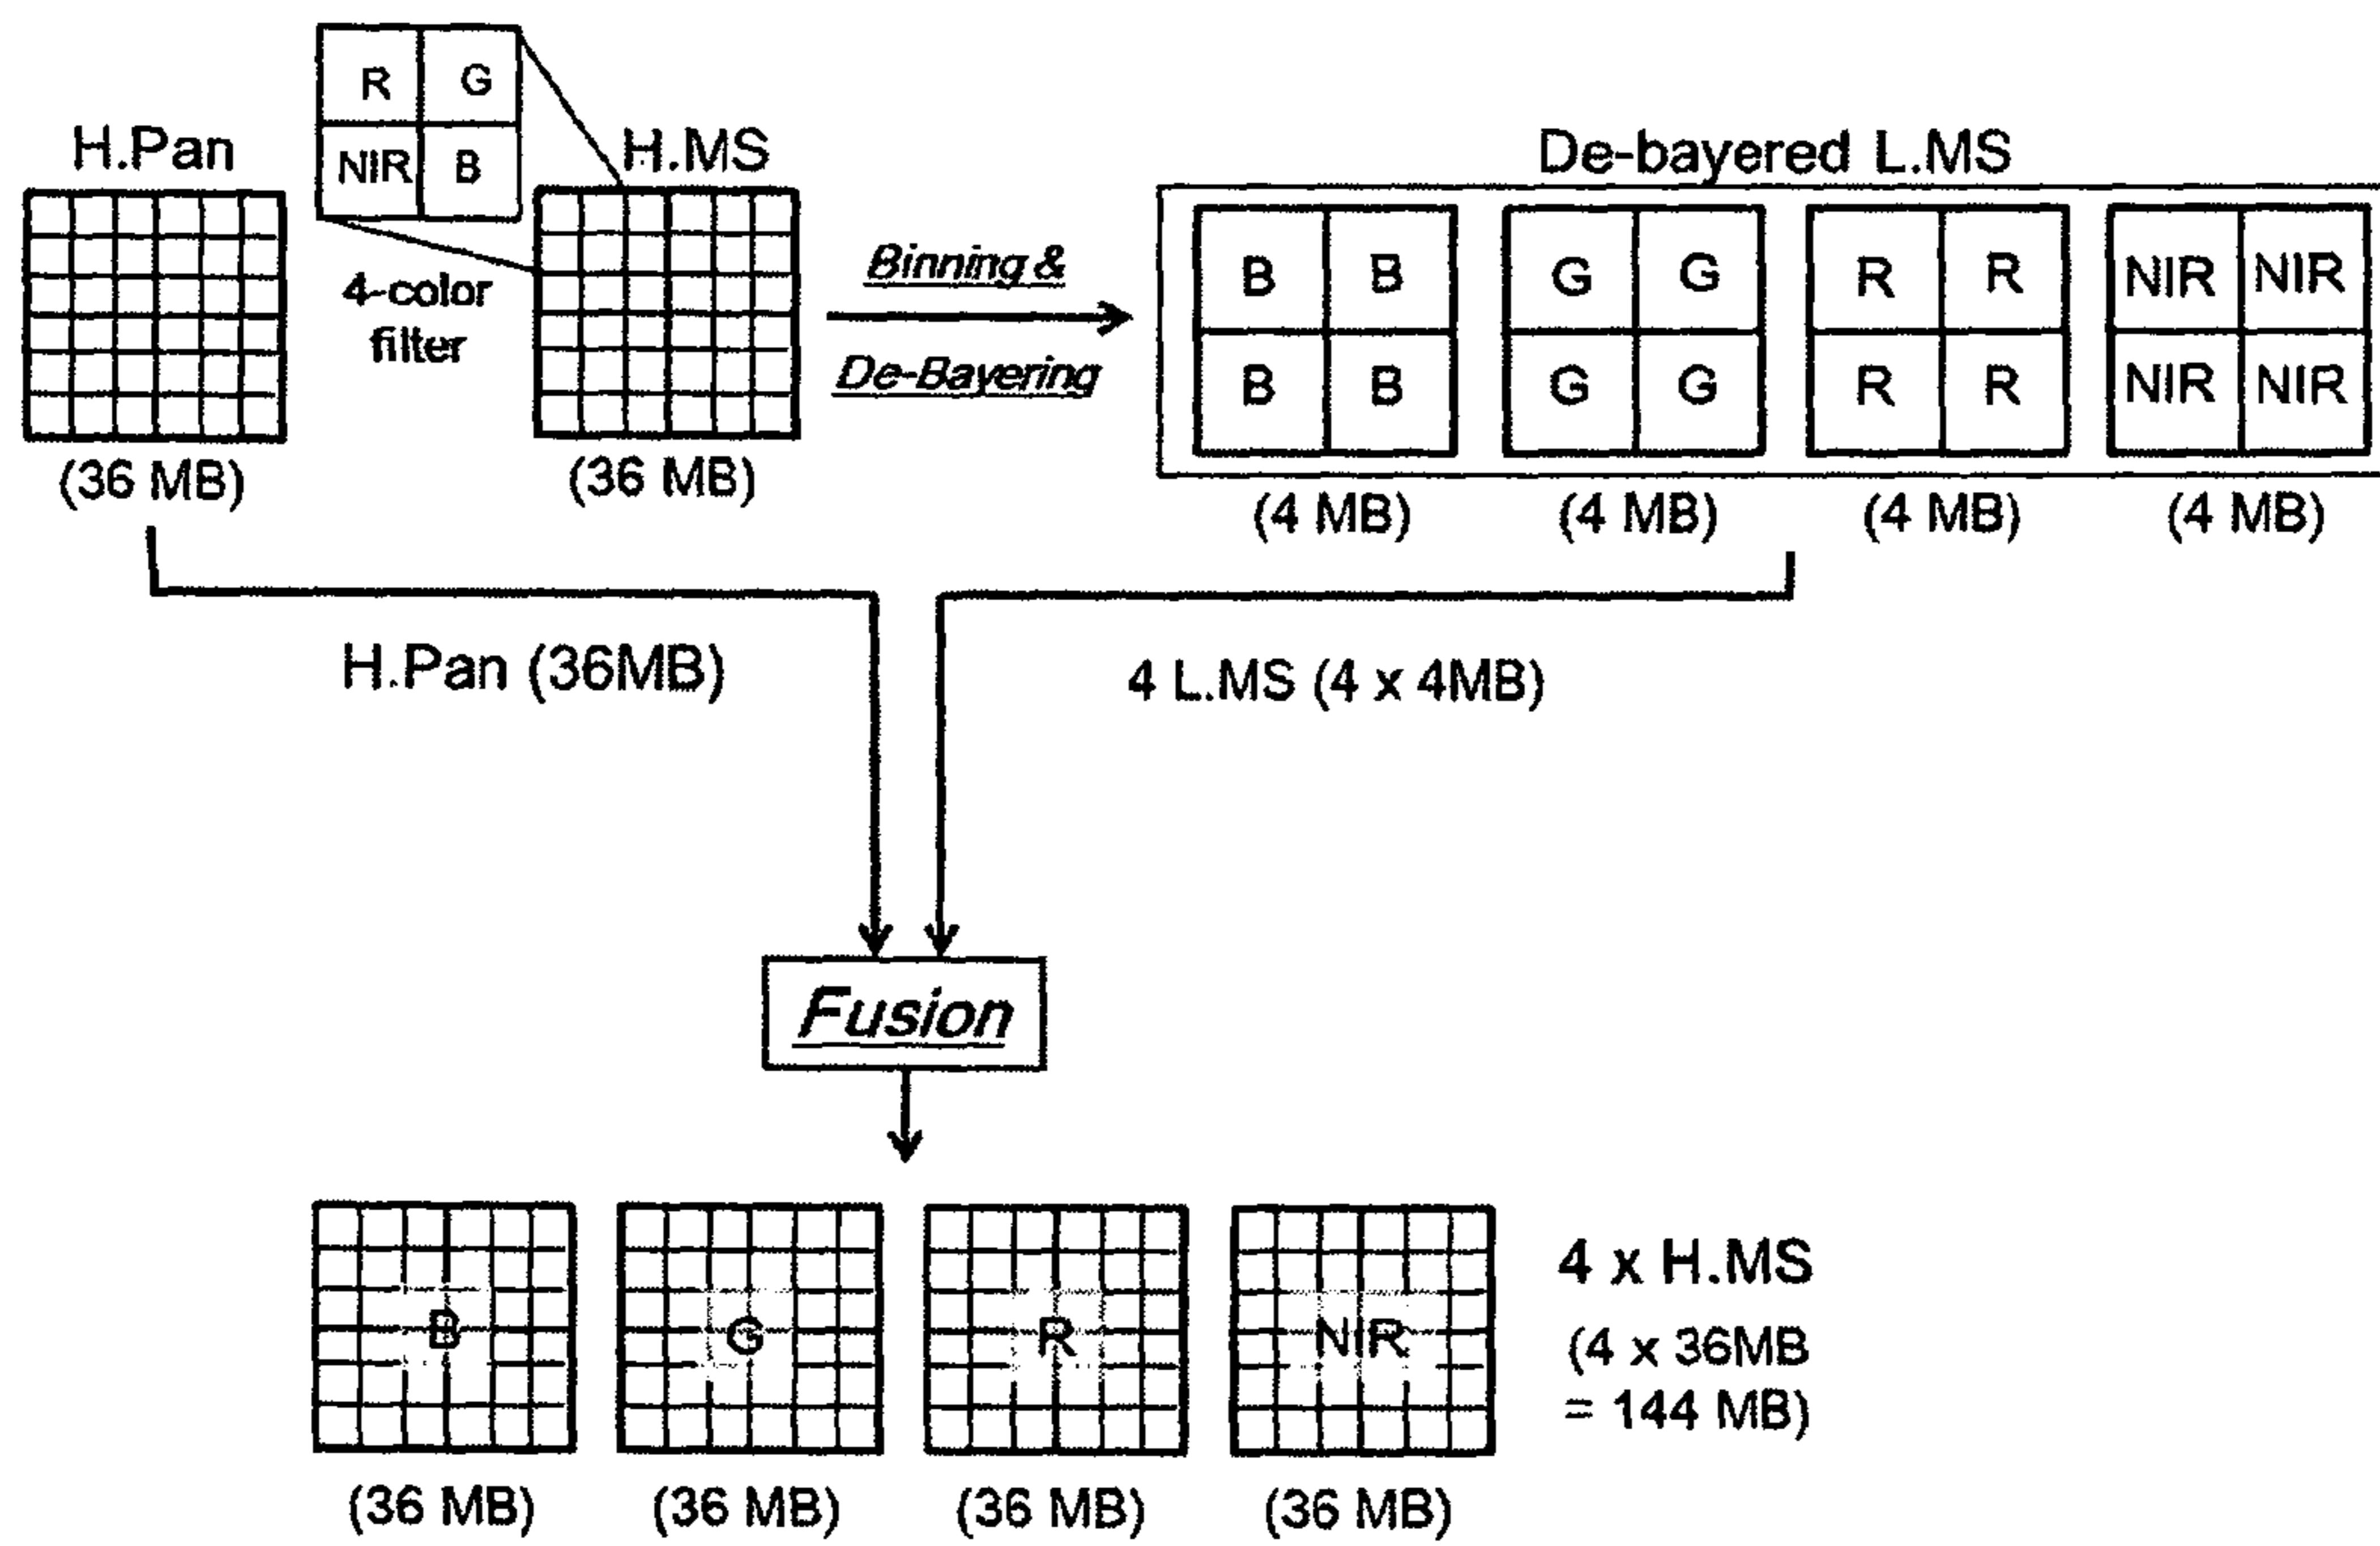 H.Pan
R G
NIR B
H.MS
4-color
filter
(36 MB)
(36 MB)
Binning &
De-Bayering
De-bayered L.MS
B B G G R R NIR NIR
B B G G R R NIR NIR
(4 MB) (4 MB) (4 MB) (4 MB)
H.Pan (36MB)
4 L.MS (4 x 4MB)
Fusion
B G R NIR
(36 MB) (36 MB) (36 MB) (36 MB)
4 x H.MS
(4 x 36MB
= 144 MB)